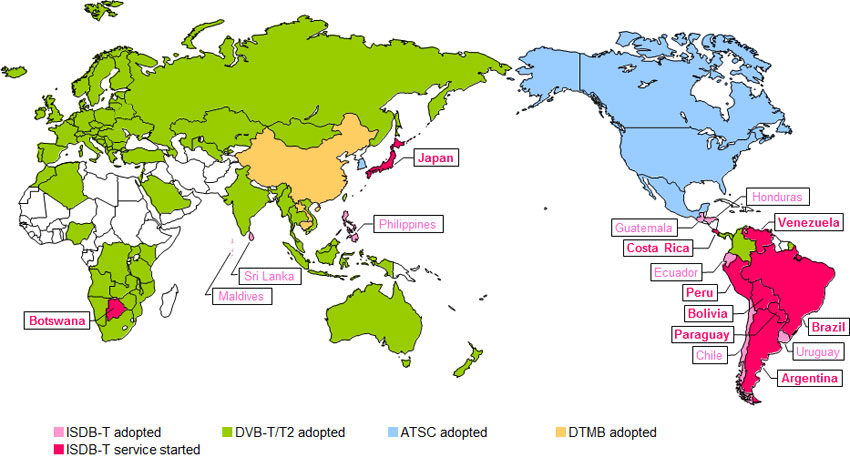 Japan
Honduras
Philippines
Guatemala
Venezuela
Costa Rica
Sri Lanka
Ecuador
Maldives
Peru
Bolivia
Botswana
Paraguay
Brazil
Chile
Uruguay
Argentina
ISDB-T adopted
DVB-T/T2 adopted
ATSC adopted
DTMB adopted
ISDB-T service started